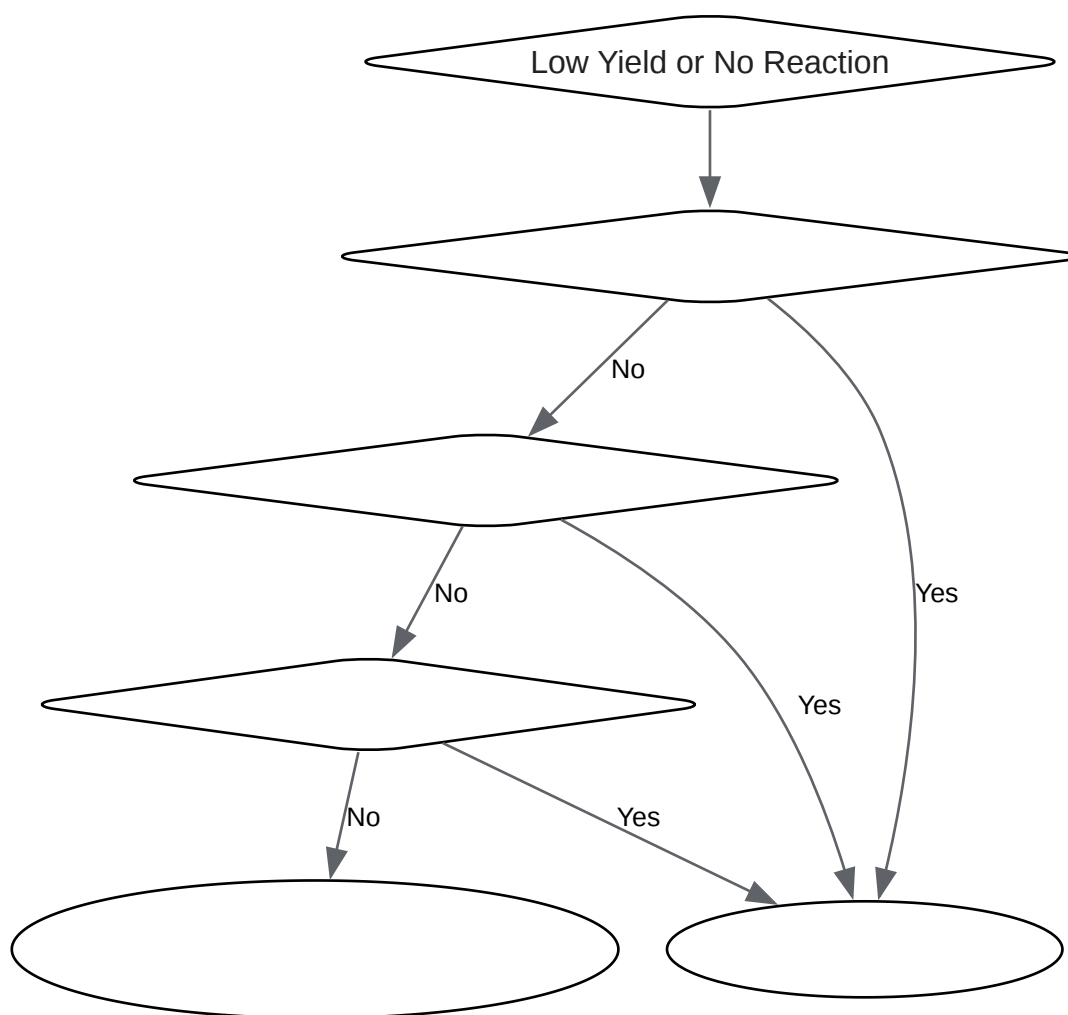 Low Yield or No Reaction
No
No
Yes
Yes
No
Yes